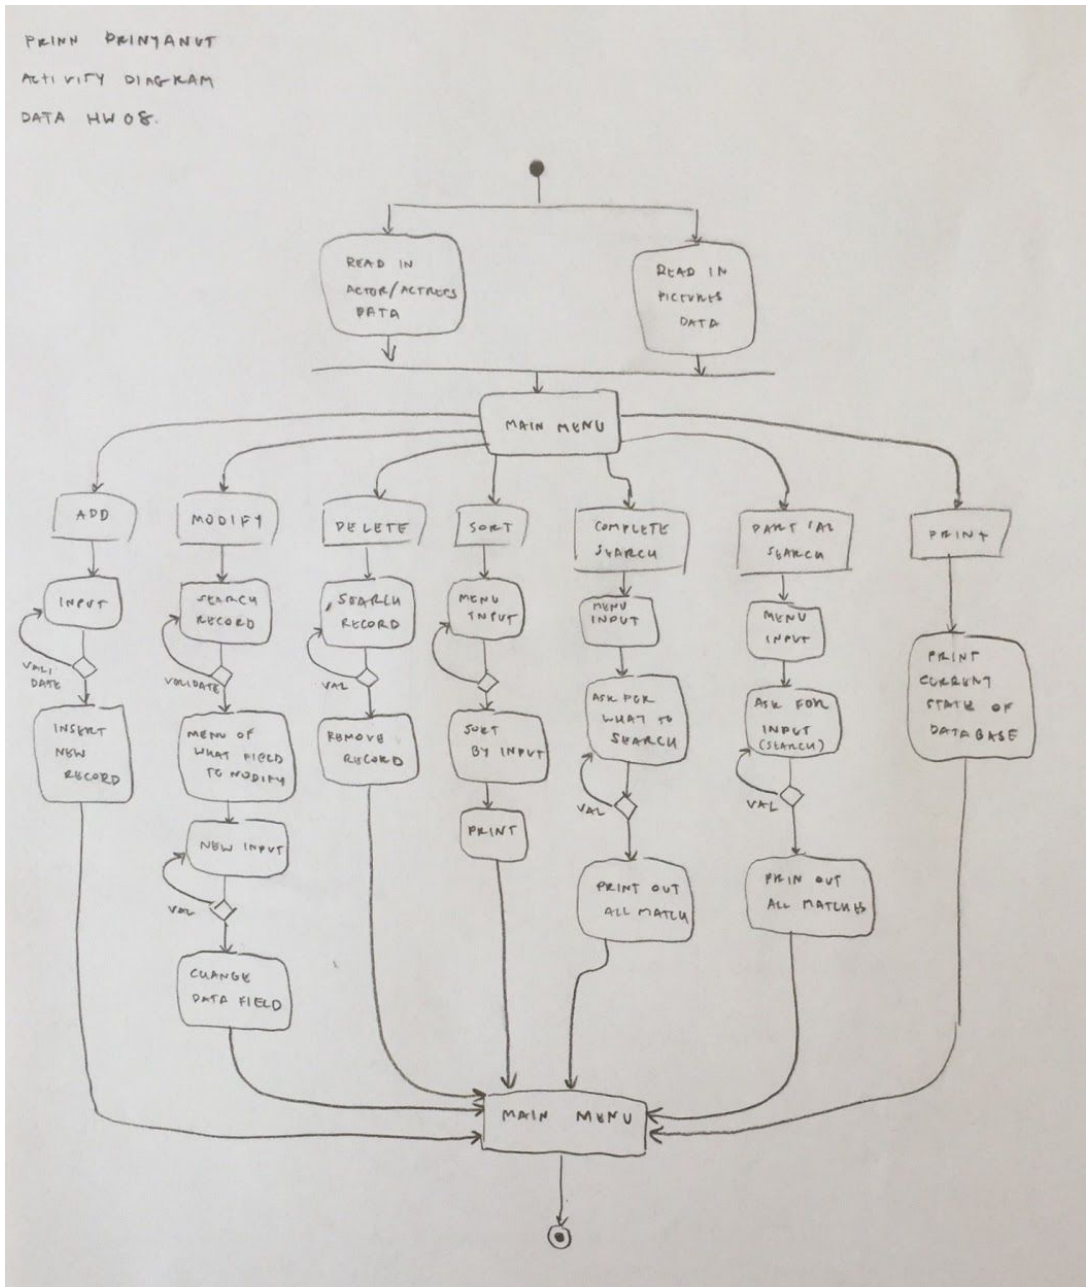 PRINN PRINYANUT
ACTIVITY DIAGRAM
DATA HW08.
READ IN
ACTOR/ACTRESS
DATA
READ IN
PICTURES
DATA
MAIN MENU
ADD
MODIFY
DELETE
SORT
COMPLETE
SEARCH
PARTIAL
SEARCH
PRINT
INPUT
VALI
DATE
INSERT
NEW
RECORD
SEARCH
RECORD
VALIDATE
MENU OF
WHAT FIELD
TO MODIFY
NEW INPUT
VAL
CHANGE
DATA FIELD
SEARCH
RECORD
VAL
REMOVE
RECORD
MENU
INPUT
SORT
BY INPUT
PRINT
MENU
INPUT
ASK FOR
WHAT TO
SEARCH
VAL
PRINT OUT
ALL MATCH
MENU
INPUT
ASK FOR
INPUT
(SEARCH)
VAL
PRIN OUT
ALL MATCHES
PRINT
CURRENT
STATE OF
DATABASE
MAIN MENU